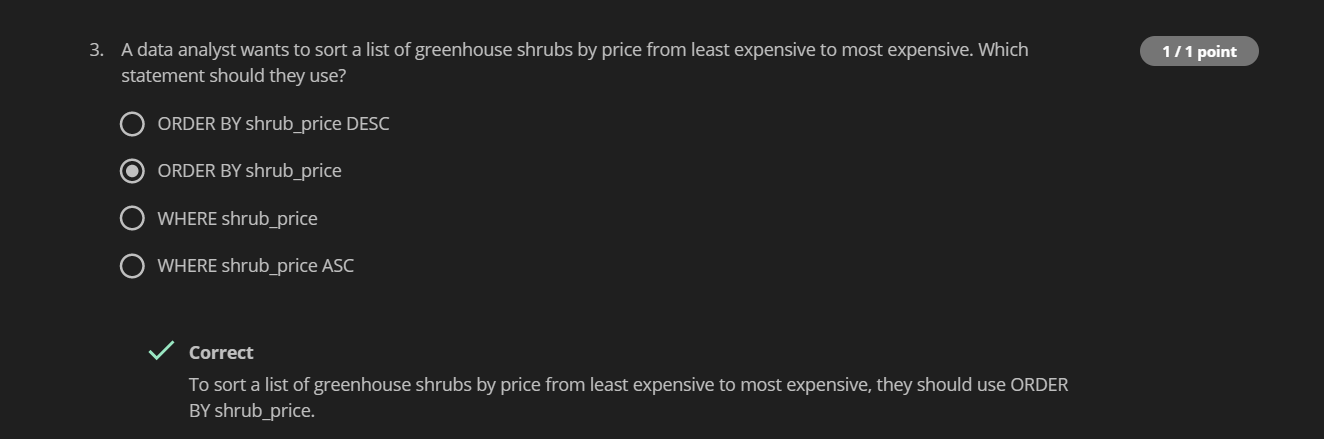 3. A data analyst wants to sort a list of greenhouse shrubs by price from least expensive to most expensive. Which
statement should they use?
1 / 1 point
ORDER BY shrub_price DESC
ORDER BY shrub_price
WHERE shrub_price
WHERE shrub_price ASC
Correct
To sort a list of greenhouse shrubs by price from least expensive to most expensive, they should use ORDER
BY shrub_price.